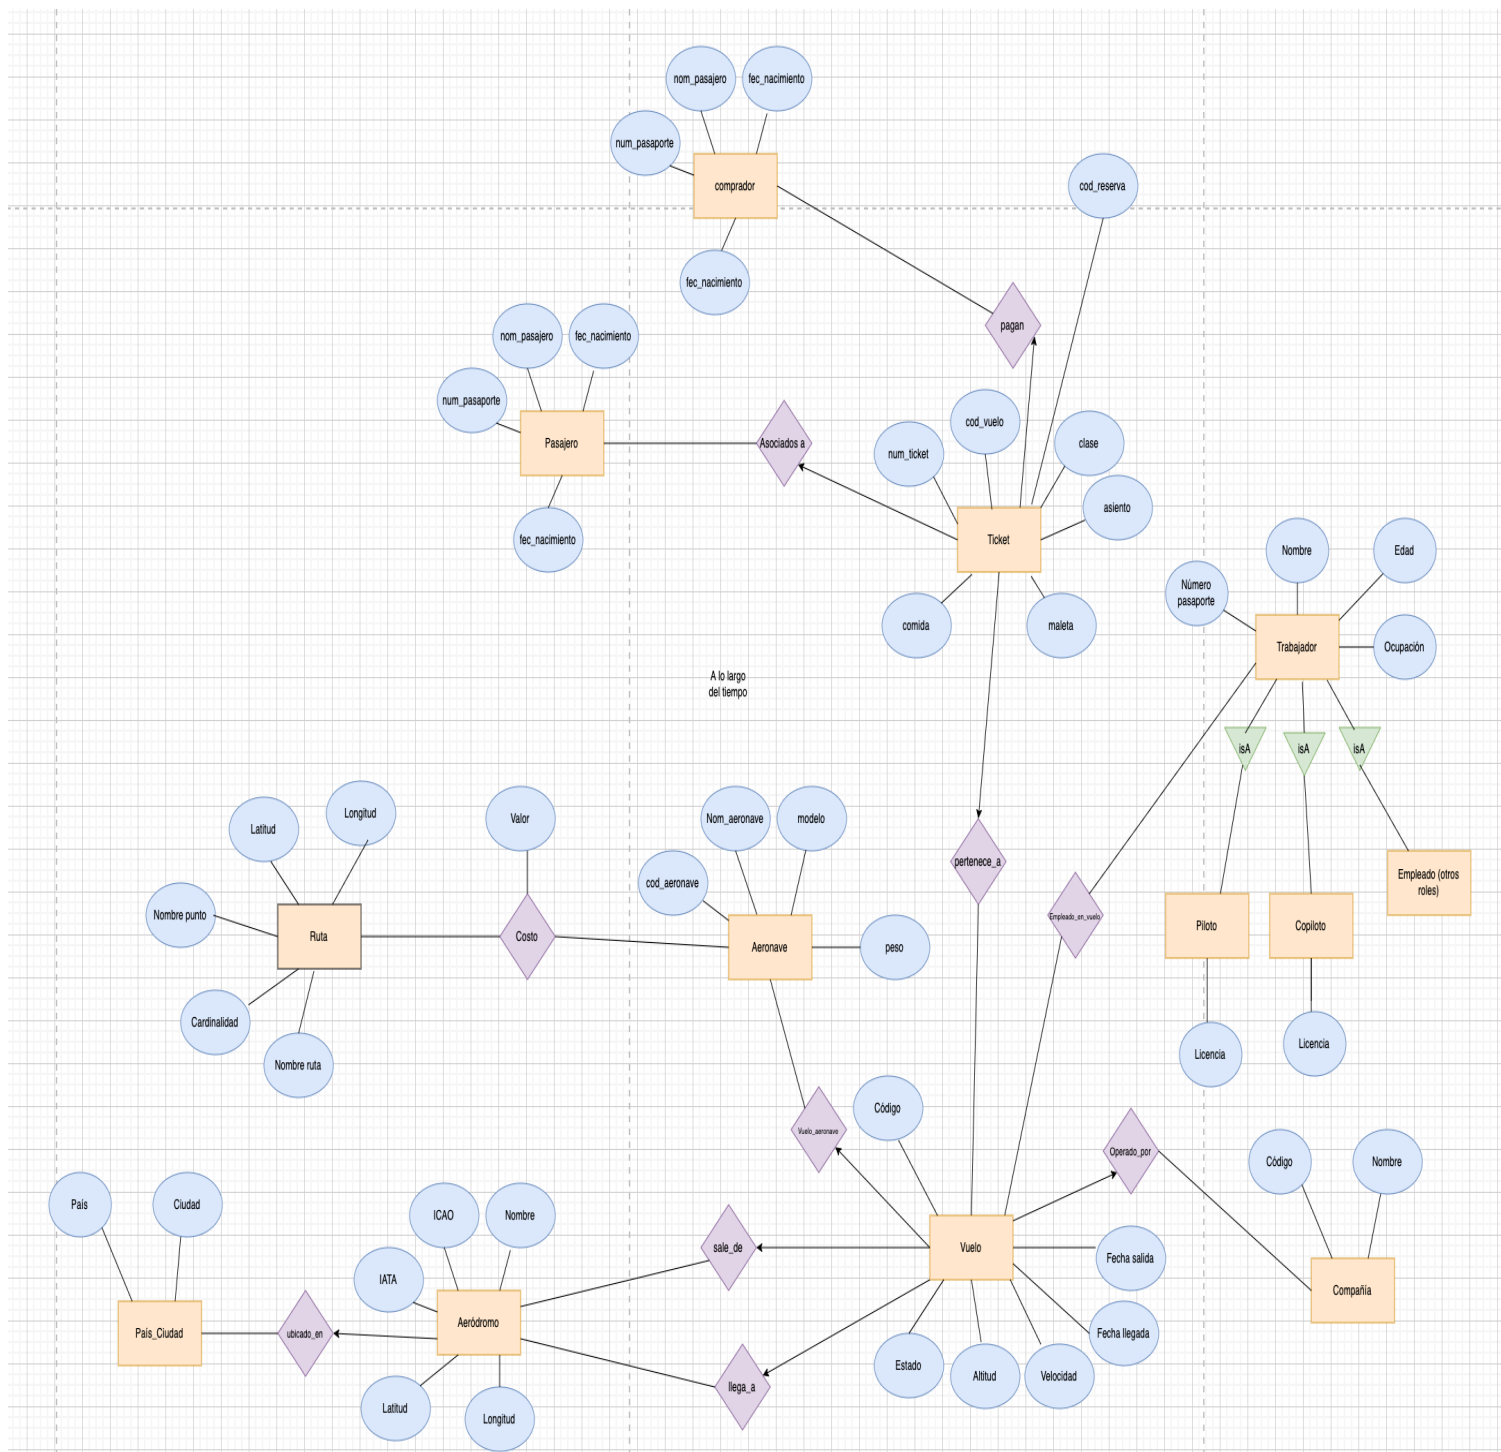 nom_pasajero
fec_nacimiento
num_pasaporte
comprador
cod_reserva
fec_nacimiento
pagan
nom_pasajero
fec_nacimiento
num_pasaporte
Pasajero
Asociados a
cod_vuelo
clase
num_ticket
asiento
fec_nacimiento
Ticket
Nombre
Edad
Número
pasaporte
comida
maleta
Trabajador
Ocupación
A lo largo
del tiempo
isA
isA
isA
Latitud
Longitud
Valor
Nom_aeronave
modelo
pertenece_a
cod_aeronave
Empleado (otros
roles)
Nombre punto
Empleado_en_vuelo
Ruta
Costo
Aeronave
peso
Piloto
Copiloto
Cardinalidad
Nombre ruta
Licencia
Licencia
Código
Vuelo_aeronave
Operado_por
Código
Nombre
País
Ciudad
ICAO
Nombre
sale_de
Vuelo
Fecha salida
IATA
Compañía
País_Ciudad
ubicado_en
Aeródromo
Fecha llegada
Estado
Altitud
Velocidad
llega_a
Latitud
Longitud